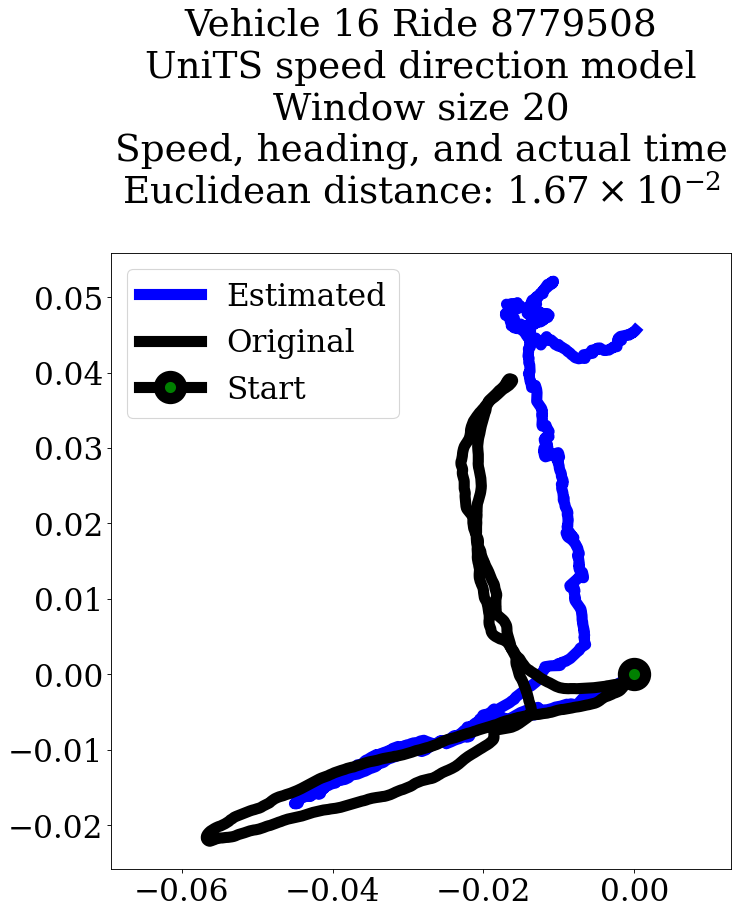 Vehicle 16 Ride 8779508
UniTS speed direction model
Window size 20
Speed, heading, and actual time
Euclidean distance: 1.67 × 10⁻²
Estimated
Original
Start
0.05
0.04
0.03
0.02
0.01
0.00
−0.01
−0.02
−0.06 −0.04 −0.02 0.00